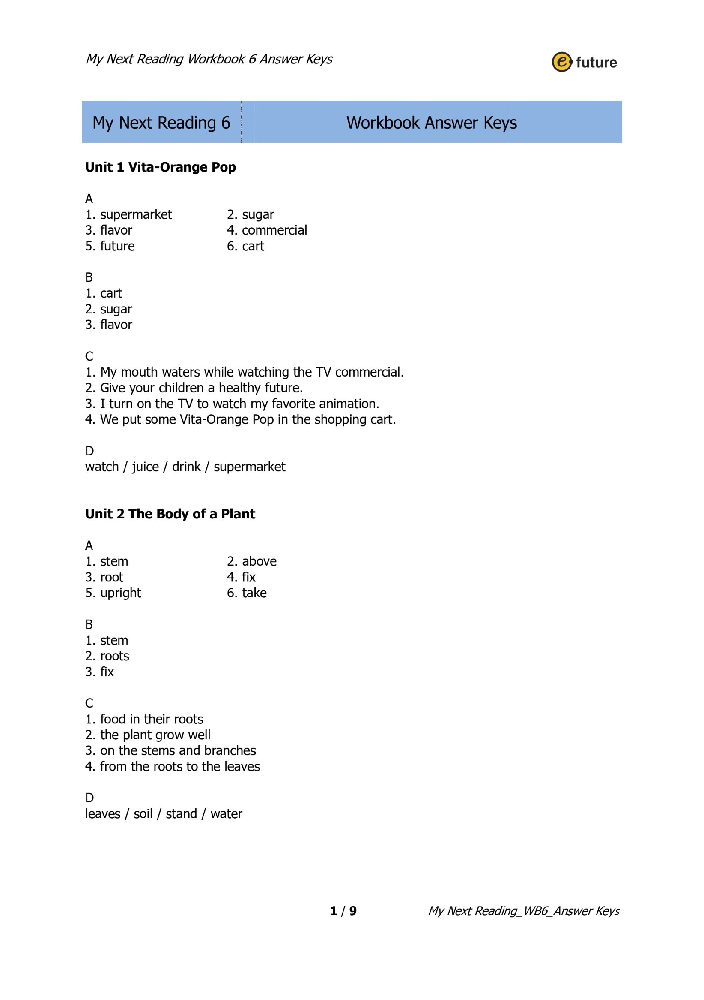 My Next Reading Workbook 6 Answer Keys
e future
My Next Reading 6 Workbook Answer Keys
Unit 1 Vita-Orange Pop
A
1. supermarket 2. sugar
3. flavor 4. commercial
5. future 6. cart
B
1. cart
2. sugar
3. flavor
C
1. My mouth waters while watching the TV commercial.
2. Give your children a healthy future.
3. I turn on the TV to watch my favorite animation.
4. We put some Vita-Orange Pop in the shopping cart.
D
watch / juice / drink / supermarket
Unit 2 The Body of a Plant
A
1. stem 2. above
3. root 4. fix
5. upright 6. take
B
1. stem
2. roots
3. fix
C
1. food in their roots
2. the plant grow well
3. on the stems and branches
4. from the roots to the leaves
D
leaves / soil / stand / water
1 / 9 My Next Reading_WB6_Answer Keys